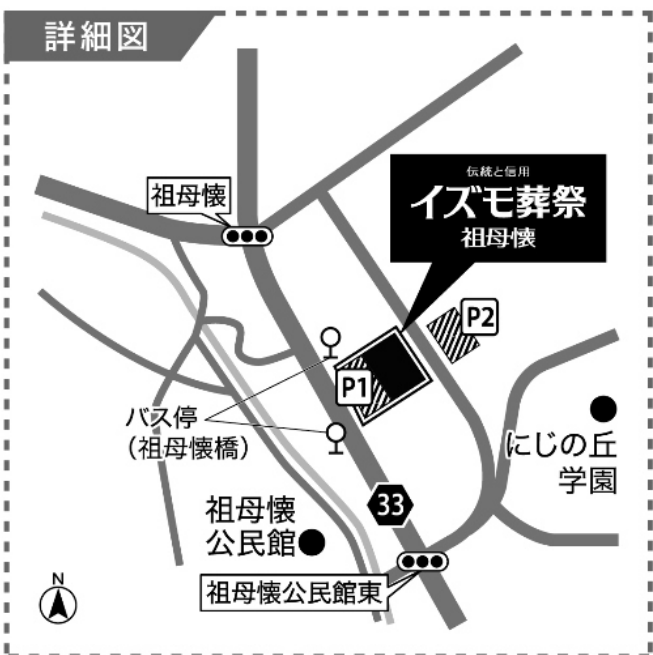 詳細図
祖母懐
伝統と信用
イズモ葬祭
祖母懐
P2
P1
バス停
（祖母懐橋）
にじの丘
学園
33
祖母懐
公民館
祖母懐公民館東
N